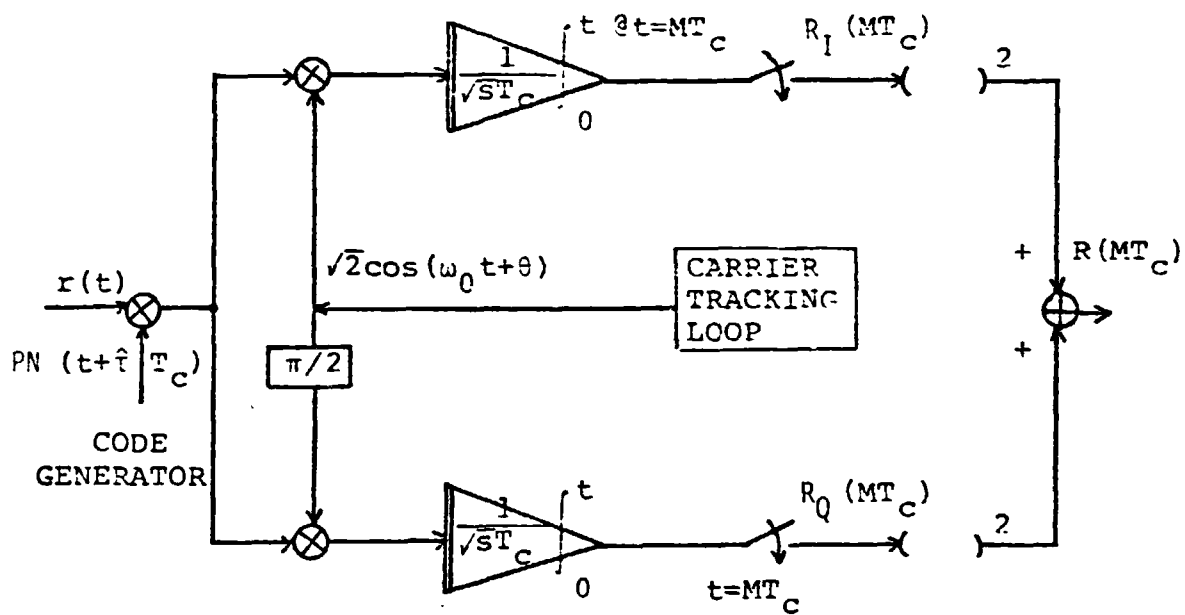 t @t=MT_c
R_I (MT_c)
1
√sT_c
0
( )²
√2cos(ω_0 t+θ)
CARRIER
TRACKING
LOOP
+
R(MT_c)
r(t)
PN (t+τ̂ T_c)
π/2
+
CODE
GENERATOR
t
R_Q (MT_c)
1
√sT_c
0
( )²
t=MT_c